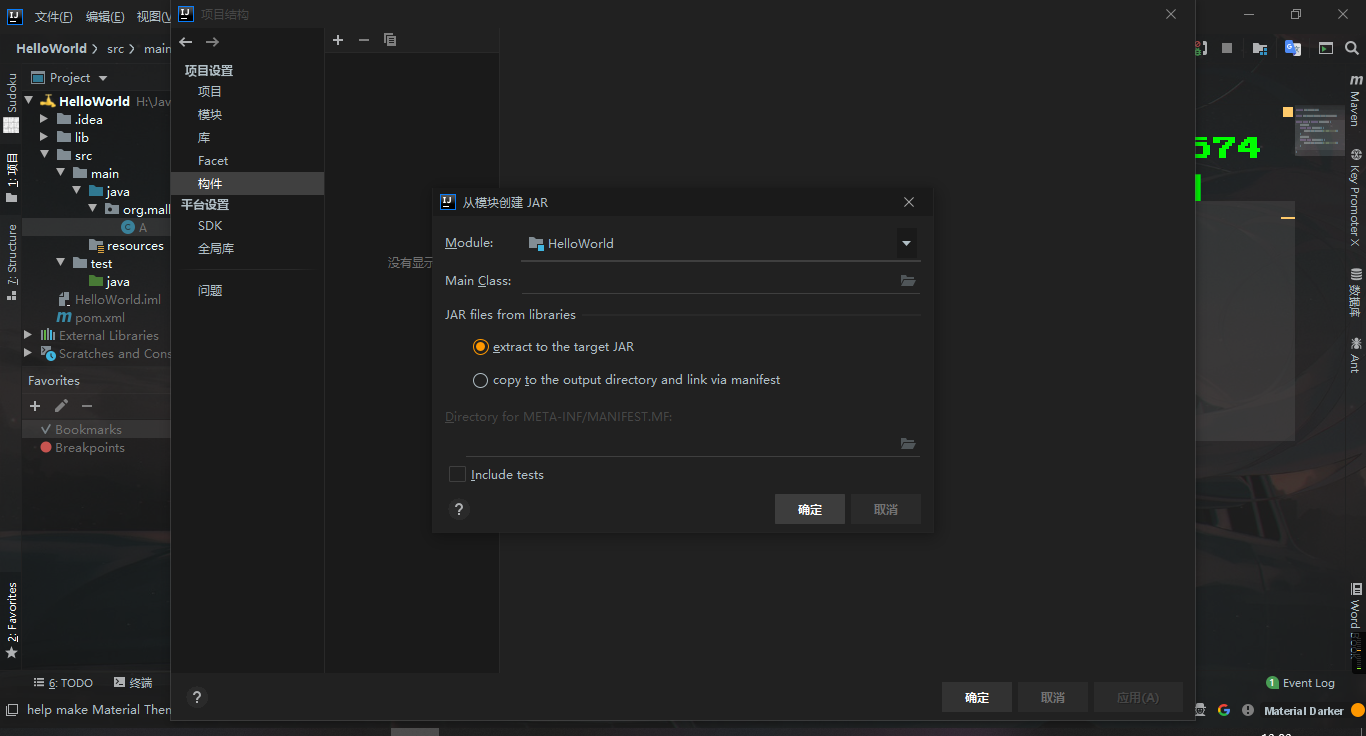 文件(F) 编辑(E) 视图(V
项目结构
HelloWorld src main
Project
HelloWorld H:\Jav
.idea
lib
src
main
java
org.mall
A
resources
test
java
HelloWorld.iml
pom.xml
External Libraries
Scratches and Cons
Favorites
Bookmarks
Breakpoints
Sudoku
1: 项目
7: Structure
2: Favorites
项目设置
项目
模块
库
Facet
构件
平台设置
SDK
全局库
问题
没有显示
从模块创建 JAR
Module: HelloWorld
Main Class:
JAR files from libraries
extract to the target JAR
copy to the output directory and link via manifest
Directory for META-INF/MANIFEST.MF:
Include tests
? 确定 取消
? 确定 取消 应用(A)
574
Maven
Key Promoter X
数据库
Ant
Word
6: TODO 终端
1 Event Log
help make Material Them
Material Darker